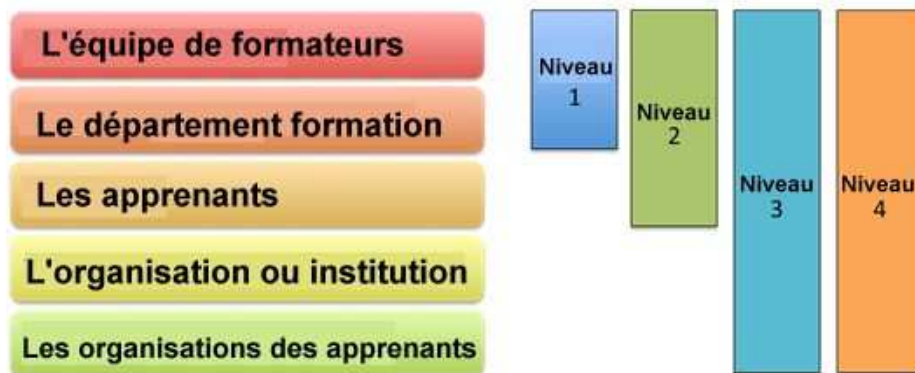 L'équipe de formateurs
Le département formation
Les apprenants
L'organisation ou institution
Les organisations des apprenants
Niveau
1
Niveau
2
Niveau
3
Niveau
4